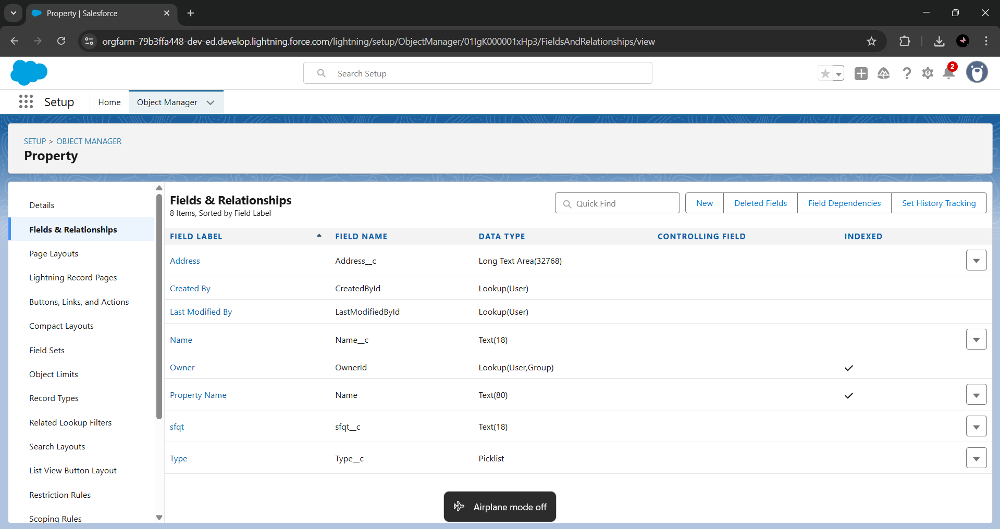 Property | Salesforce
orgfarm-79b3ffa448-dev-ed.develop.lightning.force.com/lightning/setup/ObjectManager/01IgK000001xHp3/FieldsAndRelationships/view
Search Setup
2
Setup
Home
Object Manager
SETUP > OBJECT MANAGER
Property
Details
Fields & Relationships
Page Layouts
Lightning Record Pages
Buttons, Links, and Actions
Compact Layouts
Field Sets
Object Limits
Record Types
Related Lookup Filters
Search Layouts
List View Button Layout
Restriction Rules
Scoping Rules
Fields & Relationships
8 Items, Sorted by Field Label
Quick Find
New
Deleted Fields
Field Dependencies
Set History Tracking
FIELD LABEL FIELD NAME DATA TYPE CONTROLLING FIELD INDEXED
Address Address__c Long Text Area(32768)
Created By CreatedById Lookup(User)
Last Modified By LastModifiedById Lookup(User)
Name Name__c Text(18)
Owner OwnerId Lookup(User,Group)
Property Name Name Text(80)
sfqt sfqt__c Text(18)
Type Type__c Picklist
Airplane mode off